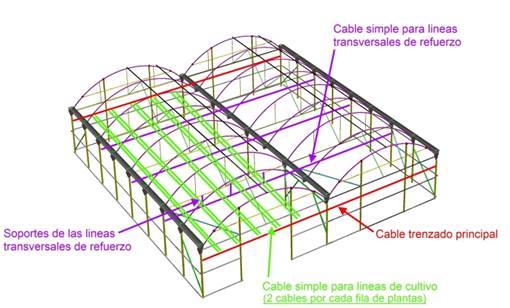 Cable simple para lineas
transversales de refuerzo
Soportes de las lineas
transversales de refuerzo
Cable trenzado principal
Cable simple para lineas de cultivo
(2 cables por cada fila de plantas)